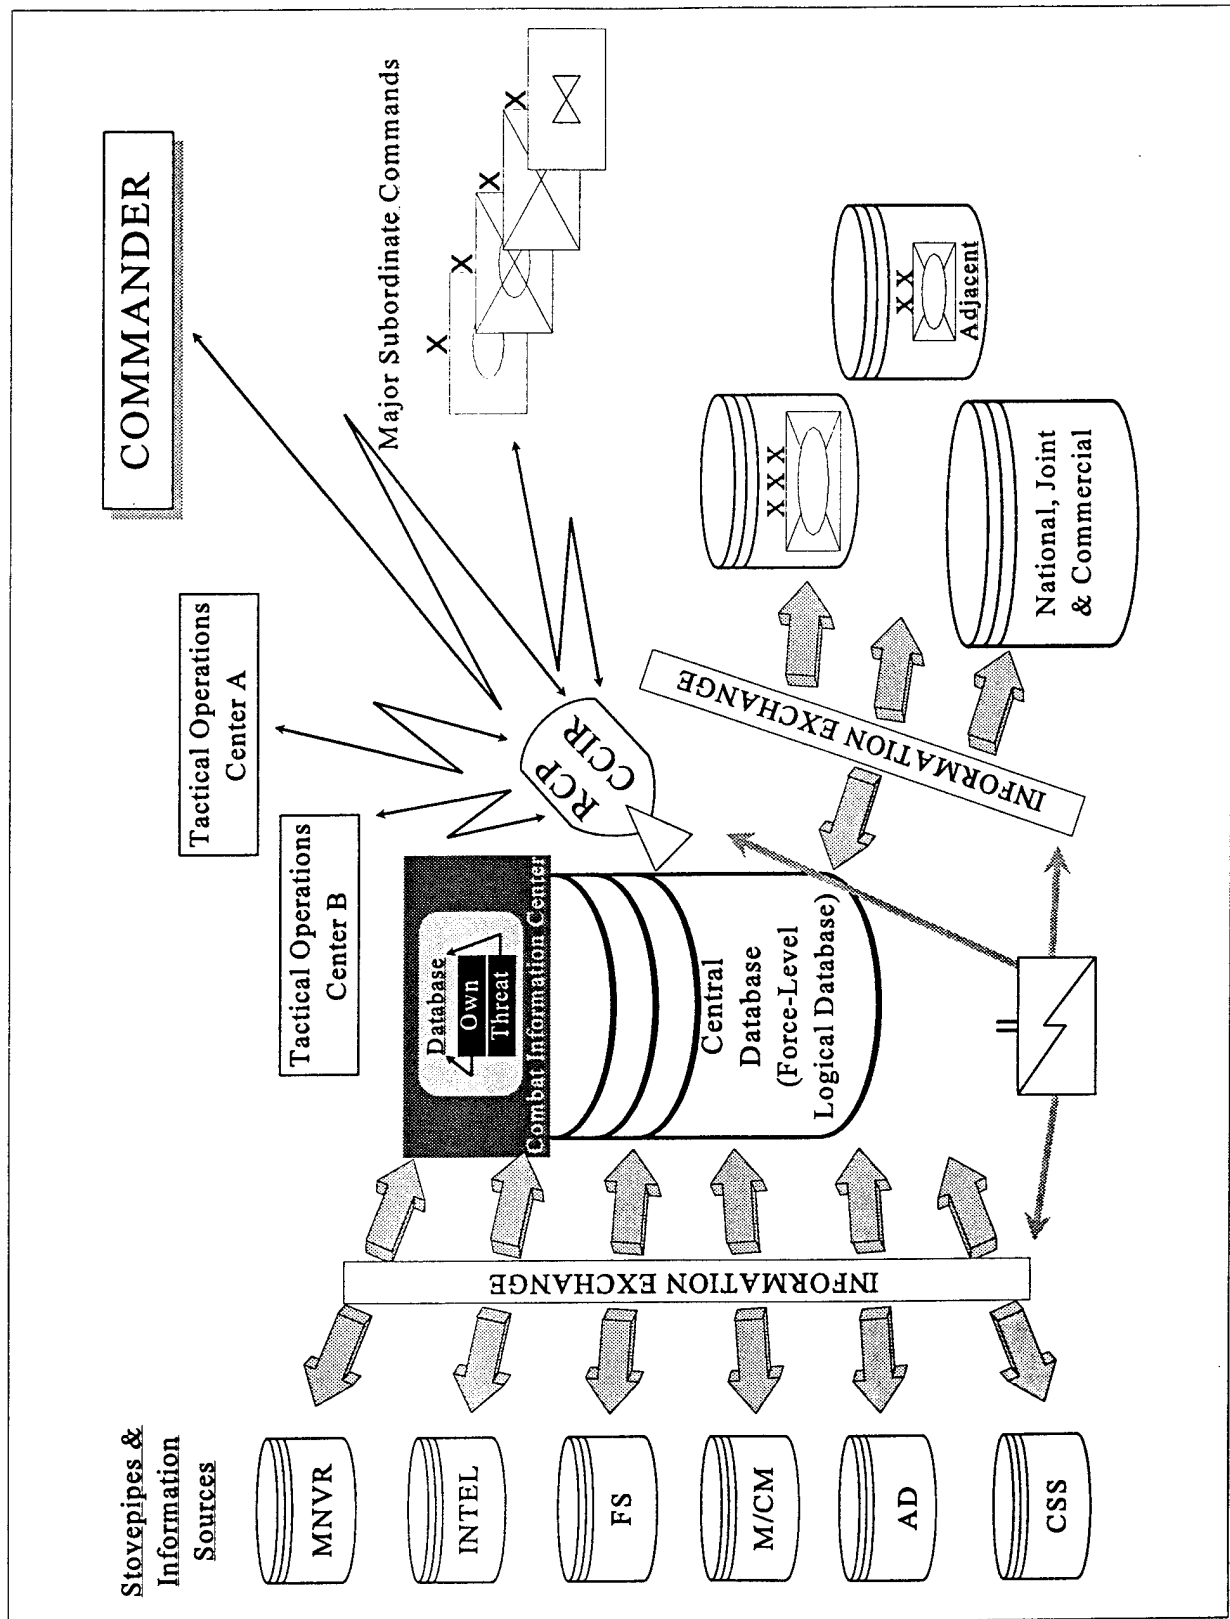 Stovepipes &
Information
Sources
MNVR
INTEL
FS
M/CM
AD
CSS
INFORMATION EXCHANGE
Tactical Operations
Center B
Tactical Operations
Center A
COMMANDER
Database
Own
Threat
Combat Information Center
Central
Database
(Force-Level
Logical Database)
RCP
CCIR
Major Subordinate Commands
X
X
X
X
INFORMATION EXCHANGE
XXX
XX
Adjacent
National, Joint
& Commercial